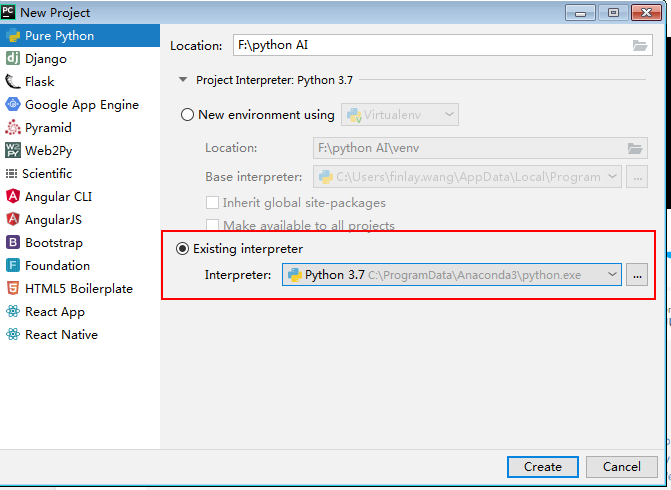 PC New Project
Pure Python
Django
Flask
Google App Engine
Pyramid
Web2Py
Scientific
Angular CLI
AngularJS
Bootstrap
Foundation
HTML5 Boilerplate
React App
React Native
Location: F:\python AI
Project Interpreter: Python 3.7
New environment using Virtualenv
Location: F:\python AI\venv
Base interpreter: C:\Users\finlay.wang\AppData\Local\Program ...
Inherit global site-packages
Make available to all projects
Existing interpreter
Interpreter: Python 3.7 C:\ProgramData\Anaconda3\python.exe ...
Create Cancel